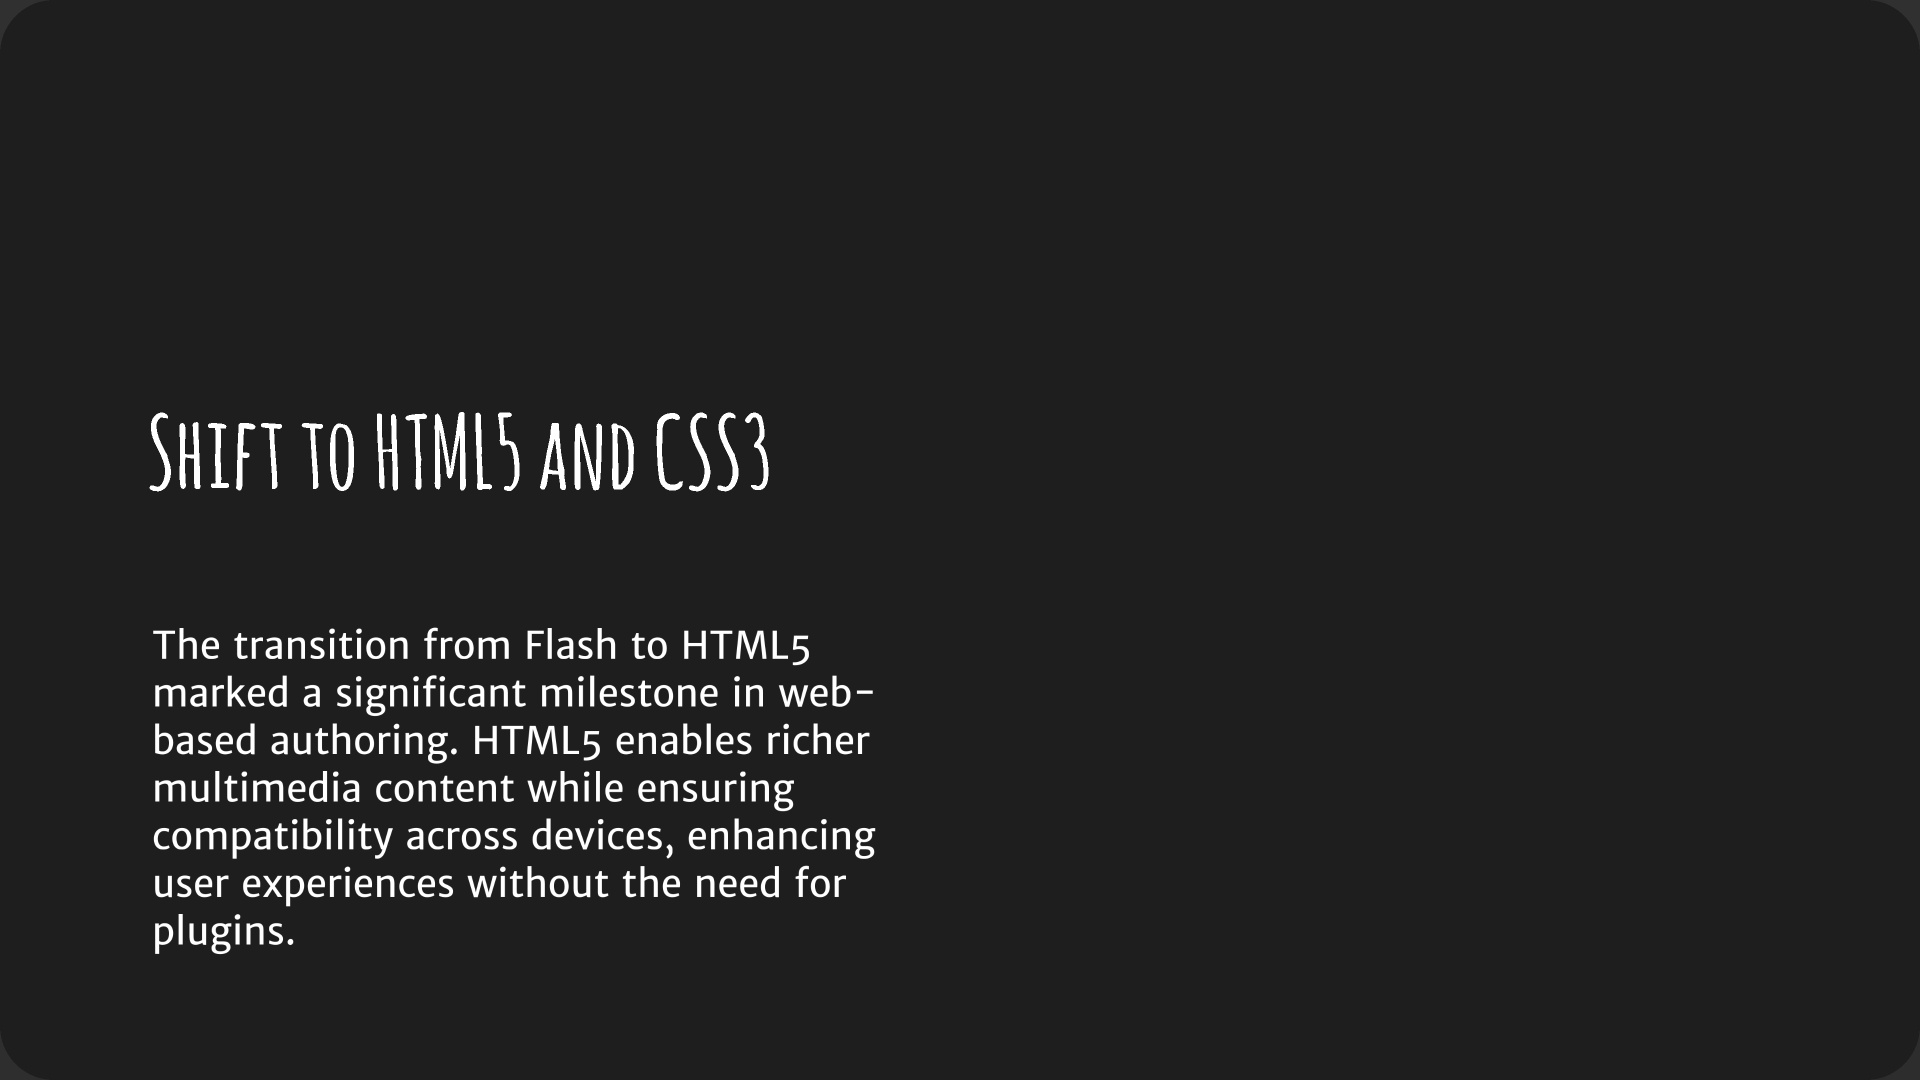 Shift to HTML5 and CSS3
The transition from Flash to HTML5
marked a significant milestone in web-
based authoring. HTML5 enables richer
multimedia content while ensuring
compatibility across devices, enhancing
user experiences without the need for
plugins.